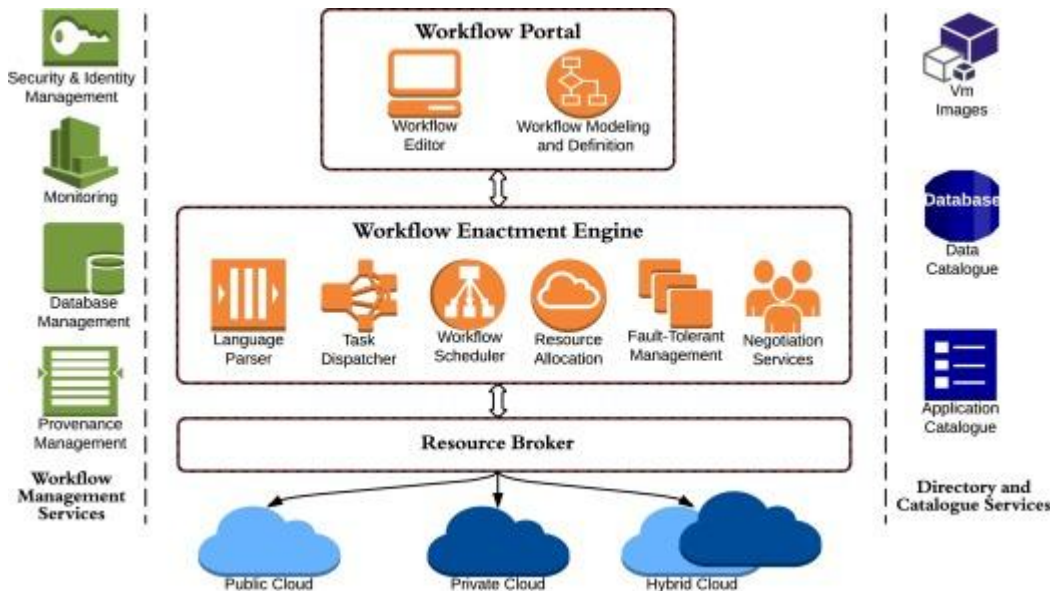 Security & Identity
Management
Monitoring
Database
Management
Provenance
Management
Workflow
Management
Services
Workflow Portal
Workflow
Editor
Workflow Modeling
and Definition
Workflow Enactment Engine
Language
Parser
Task
Dispatcher
Workflow
Scheduler
Resource
Allocation
Fault-Tolerant
Management
Negotiation
Services
Resource Broker
Public Cloud
Private Cloud
Hybrid Cloud
Vm
Images
Database
Data
Catalogue
Application
Catalogue
Directory and
Catalogue Services